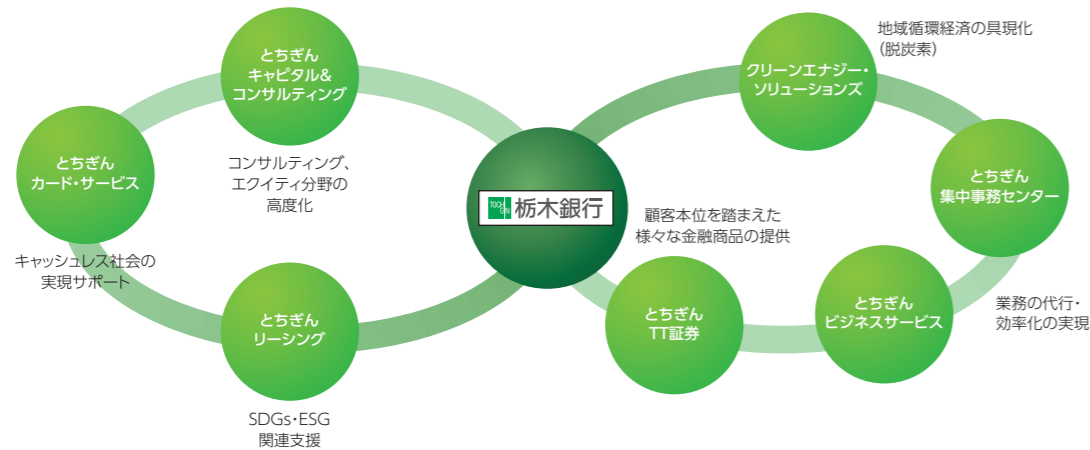 とちぎん
キャピタル&
コンサルティング
コンサルティング、
エクイティ分野の
高度化
とちぎん
カード・サービス
キャッシュレス社会の
実現サポート
とちぎん
リーシング
SDGs・ESG
関連支援
TOCHIGIN 栃木銀行
クリーンエナジー・
ソリューションズ
地域循環経済の具現化
(脱炭素)
とちぎん
集中事務センター
とちぎん
ビジネスサービス
業務の代行・
効率化の実現
顧客本位を踏まえた
様々な金融商品の提供
とちぎん
TT証券